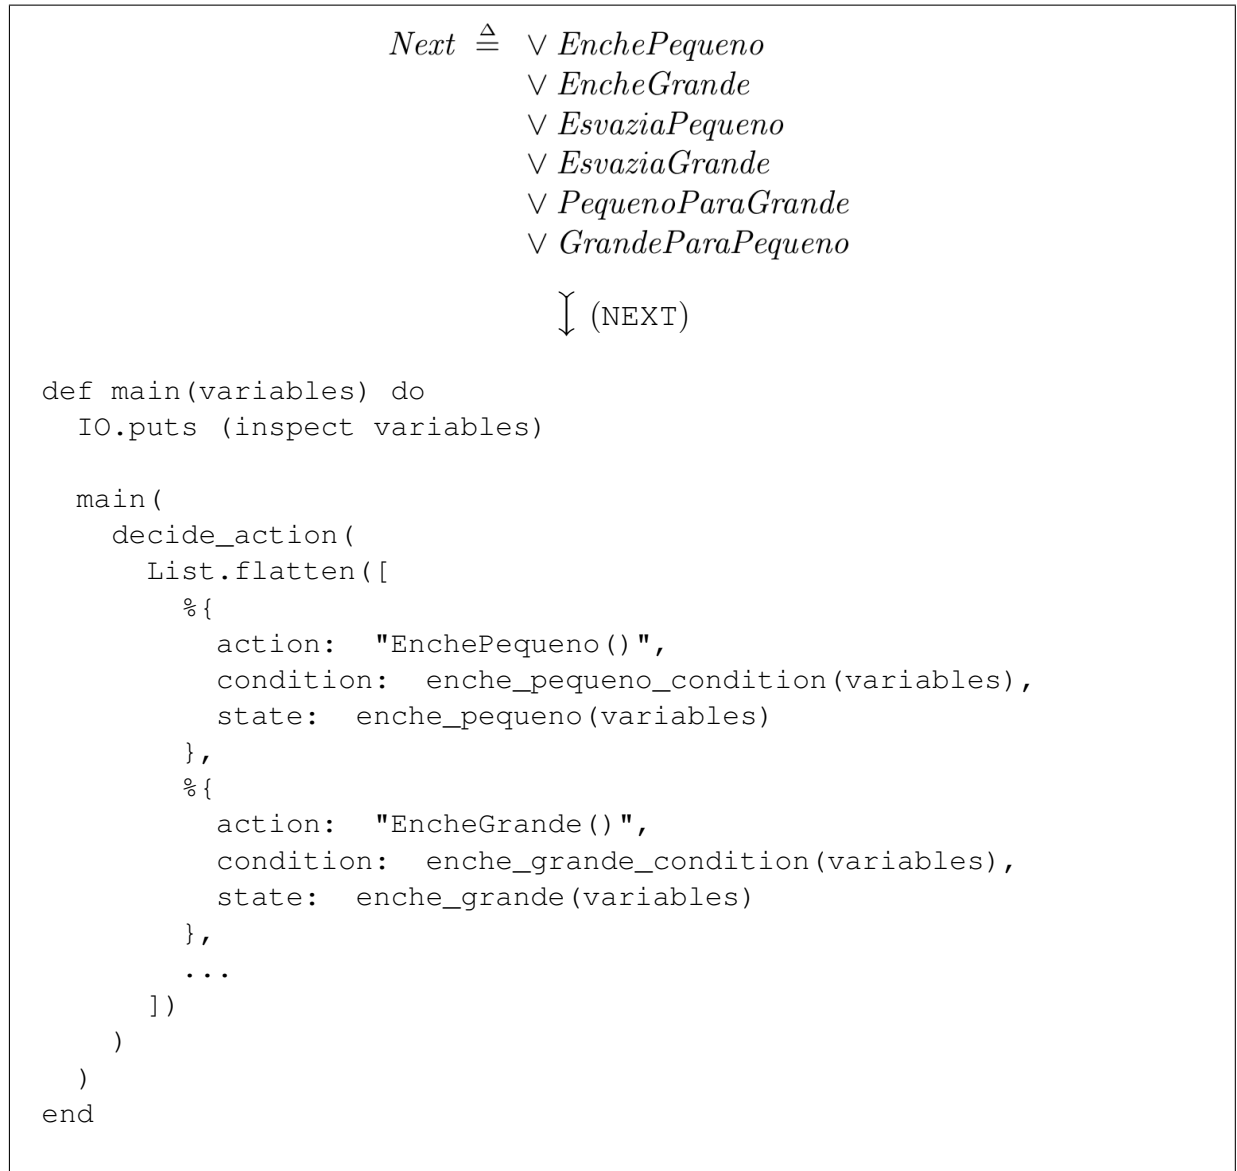 Next ≜ ∨ EnchePequeno
∨ EncheGrande
∨ EsvaziaPequeno
∨ EsvaziaGrande
∨ PequenoParaGrande
∨ GrandeParaPequeno
↓ (NEXT)
def main(variables) do
  IO.puts (inspect variables)

  main(
    decide_action(
      List.flatten([
        %{
          action:  "EnchePequeno()",
          condition:  enche_pequeno_condition(variables),
          state:  enche_pequeno(variables)
        },
        %{
          action:  "EncheGrande()",
          condition:  enche_grande_condition(variables),
          state:  enche_grande(variables)
        },
        ...
      ])
    )
  )
end